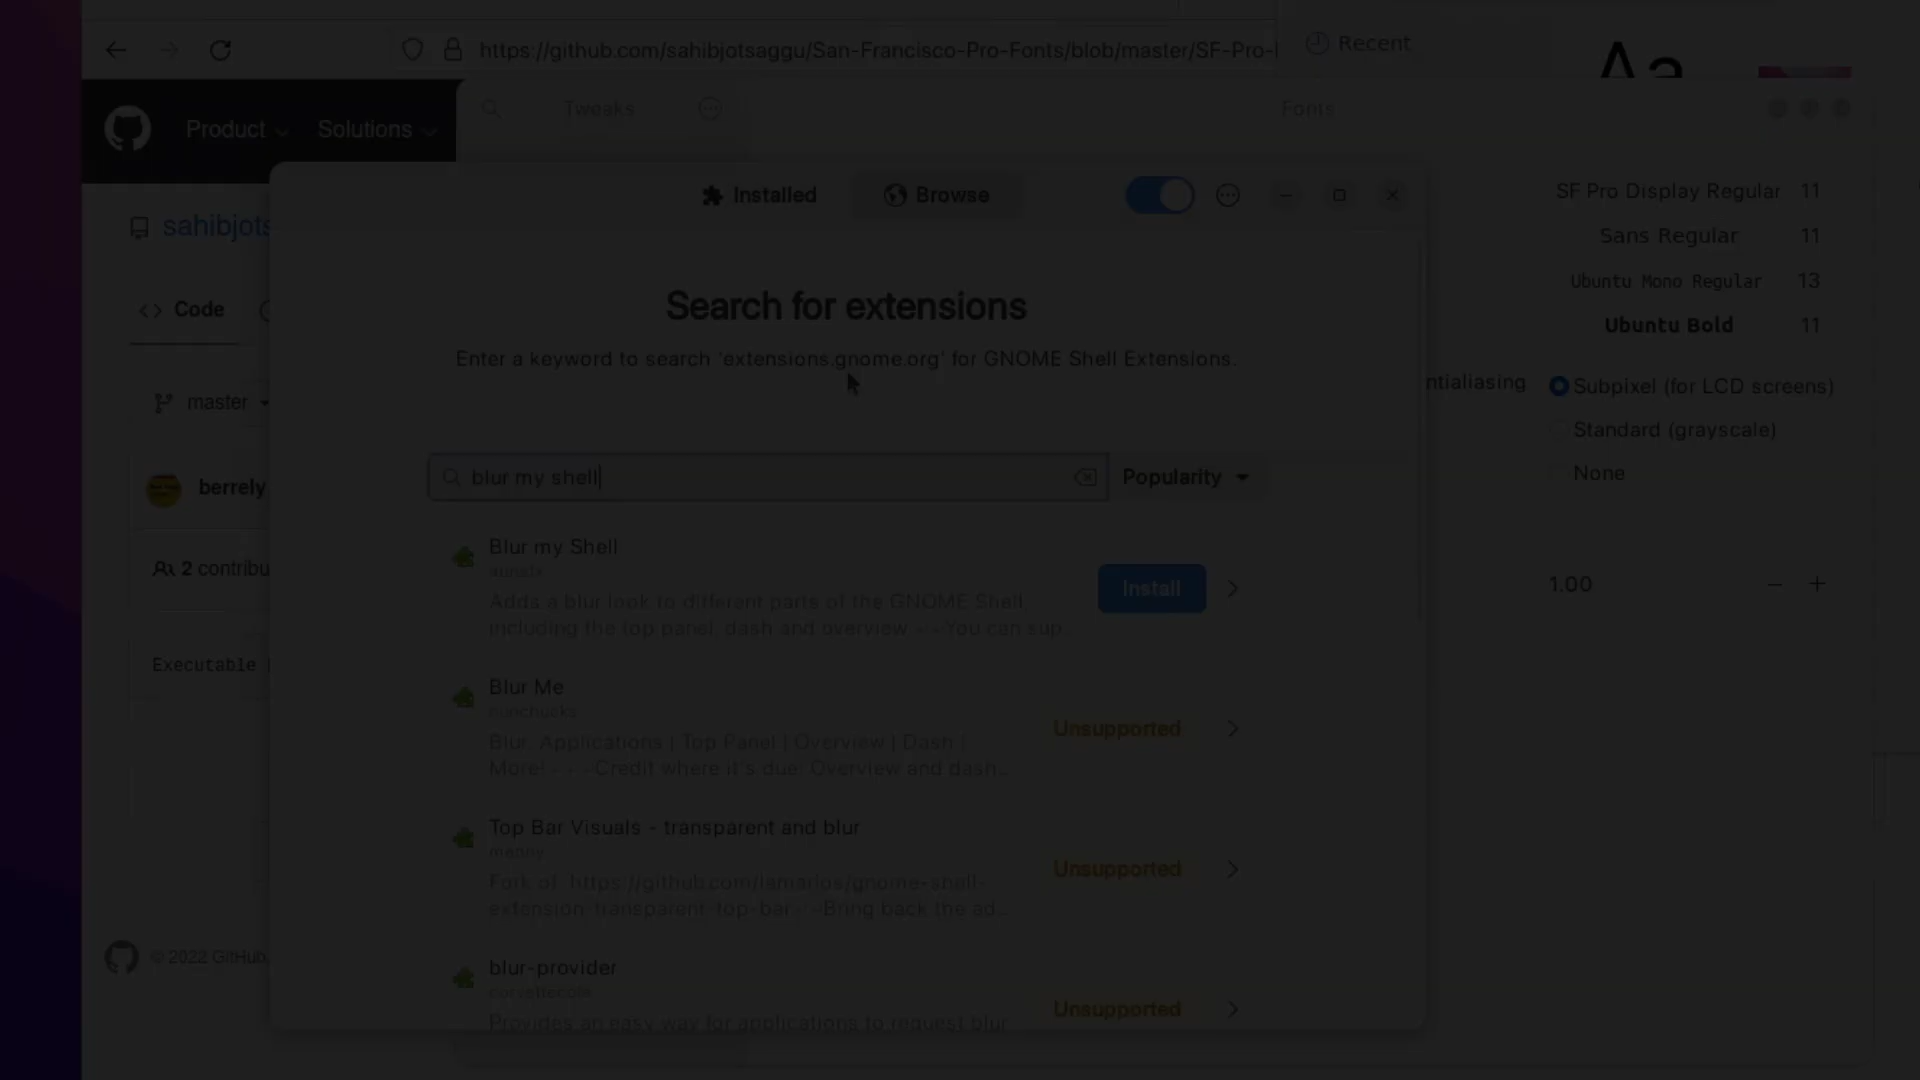 https://github.com/sahibjotsaggu/San-Francisco-Pro-Fonts/blob/master/SF-Pro-
Recent
Aa
Product
Solutions
Tweaks
Fonts
Installed
Browse
sahibjots
SF Pro Display Regular 11
Sans Regular 11
Ubuntu Mono Regular 13
Ubuntu Bold 11
Code
Search for extensions
Enter a keyword to search 'extensions.gnome.org' for GNOME Shell Extensions.
ntialiasing
Subpixel (for LCD screens)
Standard (grayscale)
None
master
blur my shell
Popularity
berrely
Blur my Shell
aunetx
Adds a blur look to different parts of the GNOME Shell,
including the top panel, dash and overview - -You can sup...
Install
1.00
2 contribu
Executable
Blur Me
nunchucks
Blur: Applications | Top Panel | Overview | Dash |
More! - - -Credit where it's due: Overview and dash...
Unsupported
Top Bar Visuals - transparent and blur
manny
Fork of: https://github.com/lamarios/gnome-shell-
extension-transparent-top-bar- -Bring back the ad...
Unsupported
© 2022 GitHub,
blur-provider
Provides an easy way for applications to request blur
Unsupported